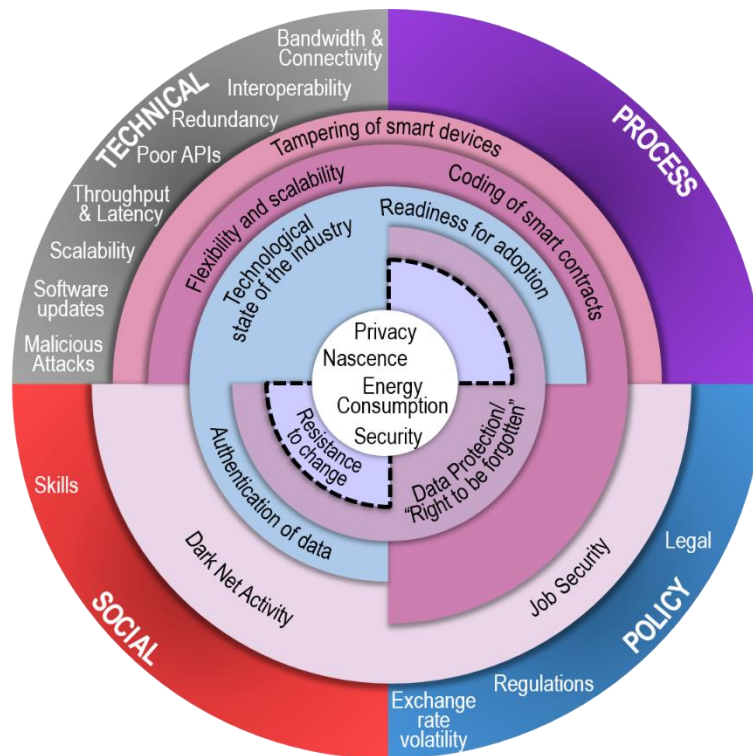 Bandwidth &
Connectivity
Interoperability
Redundancy
Poor APIs
Throughput
& Latency
Scalability
Software
updates
Malicious
Attacks
TECHNICAL
PROCESS
Tampering of smart devices
Flexibility and scalability
Coding of smart contracts
Technological
state of the industry
Readiness for adoption
Privacy
Nascence
Energy
Consumption
Security
Resistance
to change
Data Protection/
“Right to be forgotten”
Authentication of data
Dark Net Activity
Job Security
Skills
SOCIAL
Legal
POLICY
Regulations
Exchange
rate
volatility